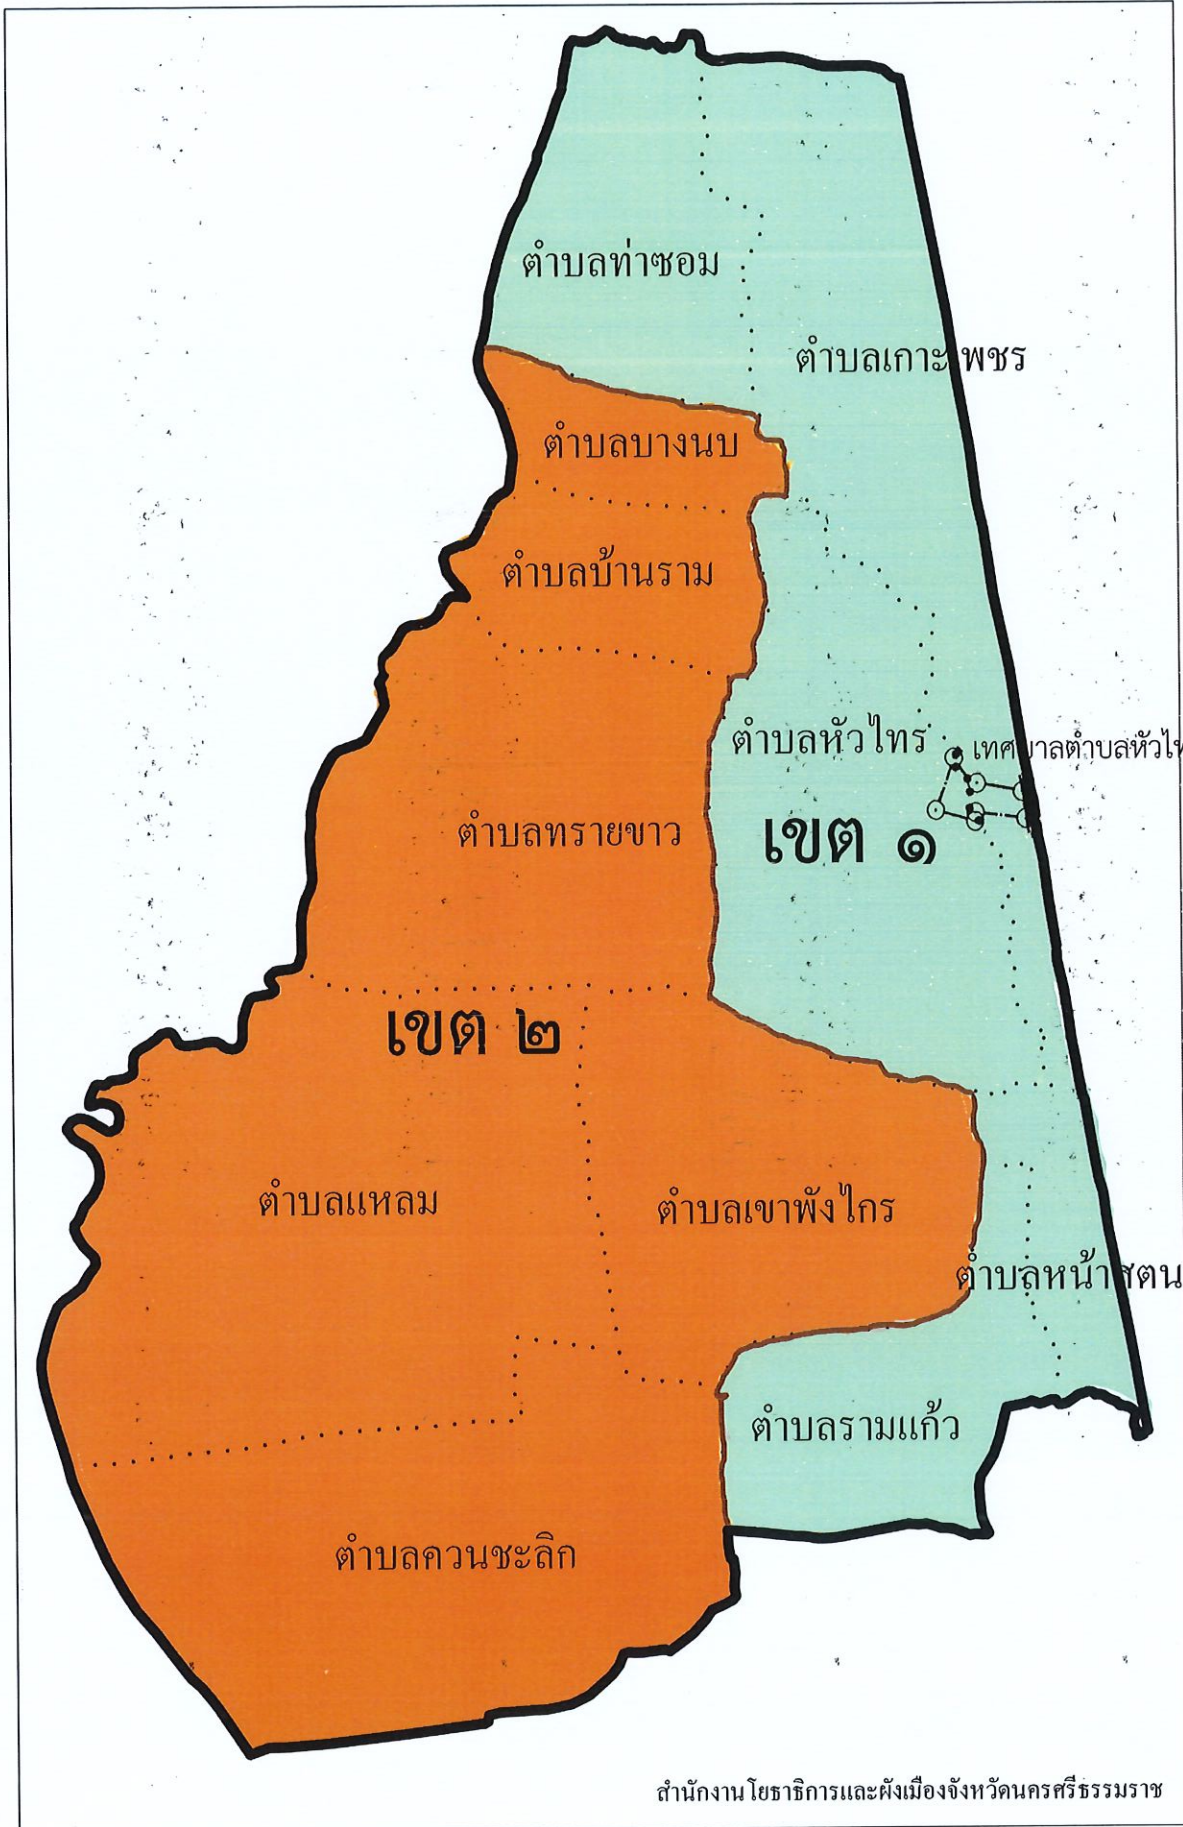 ตำบลท่าซอม
ตำบลเกาะเพชร
ตำบลบางนบ
ตำบลบ้านราม
ตำบลหัวไทร
เทศบาลตำบลหัวไท
ตำบลทรายขาว
เขต ๑
เขต ๒
ตำบลแหลม
ตำบลเขาพังไกร
ตำบลหน้าสตน
ตำบลรามแก้ว
ตำบลควนชะลิก
สำนักงานโยธาธิการและผังเมืองจังหวัดนครศรีธรรมราช